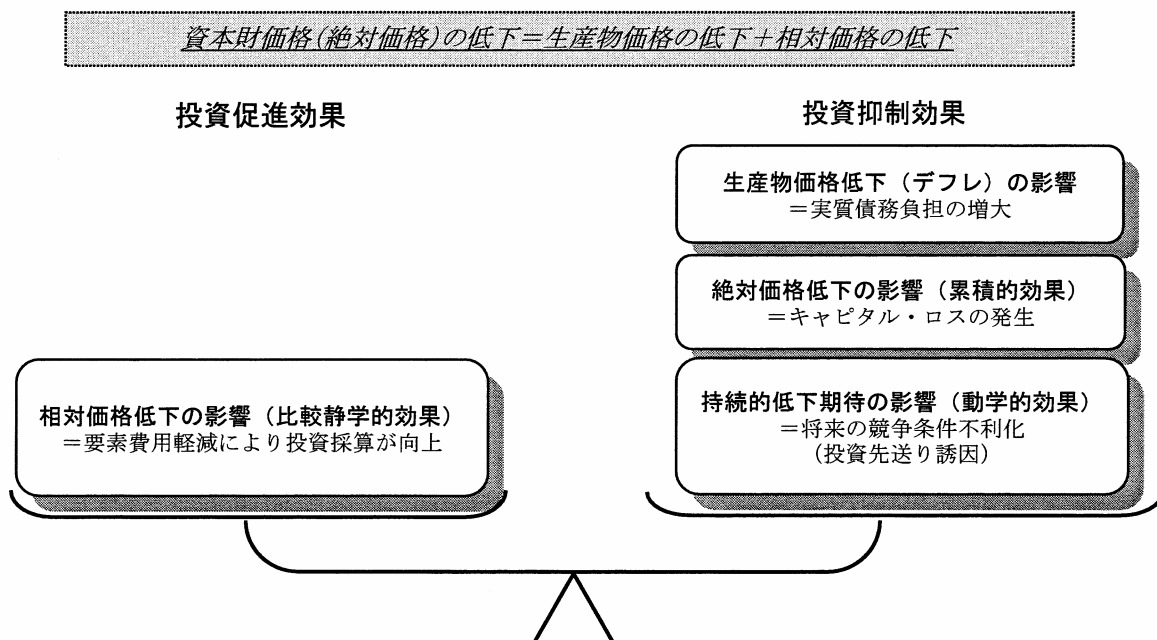 資本財価格(絶対価格)の低下＝生産物価格の低下＋相対価格の低下
投資促進効果
相対価格低下の影響（比較静学的効果）
＝要素費用軽減により投資採算が向上
投資抑制効果
生産物価格低下（デフレ）の影響
＝実質債務負担の増大
絶対価格低下の影響（累積的効果）
＝キャピタル・ロスの発生
持続的低下期待の影響（動学的効果）
＝将来の競争条件不利化
（投資先送り誘因）